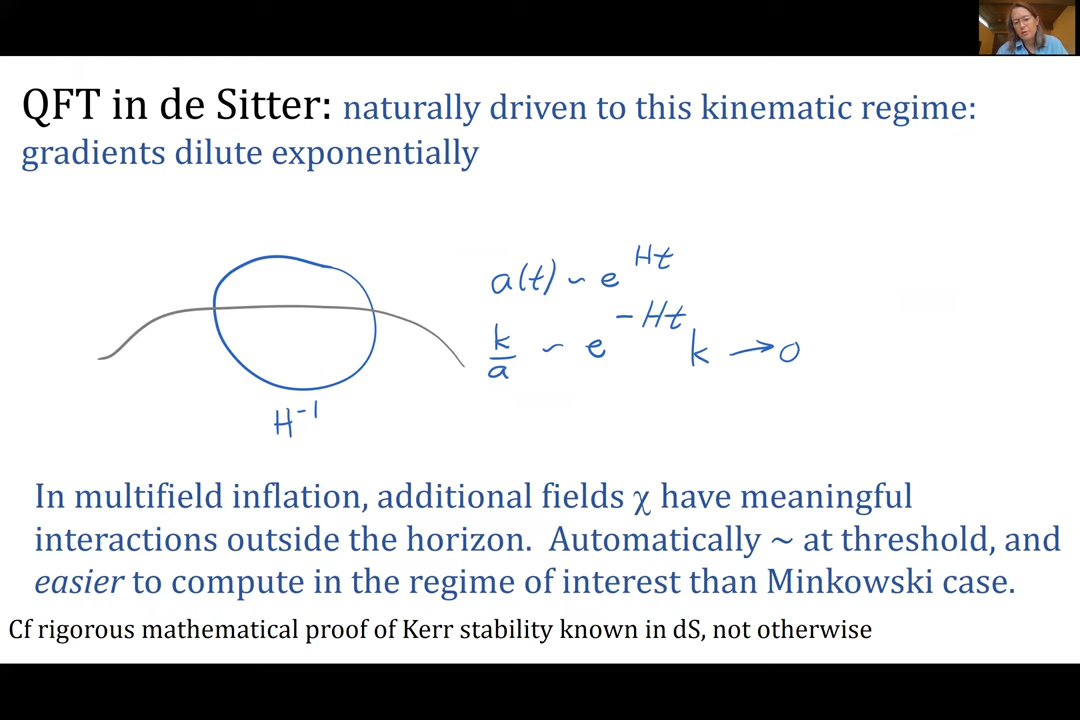 QFT in de Sitter: naturally driven to this kinematic regime:
gradients dilute exponentially
a(t) ~ e^{Ht}
k/a ~ e^{-Ht} k → 0
H^{-1}
In multifield inflation, additional fields χ have meaningful
interactions outside the horizon. Automatically ~ at threshold, and
easier to compute in the regime of interest than Minkowski case.
Cf rigorous mathematical proof of Kerr stability known in dS, not otherwise